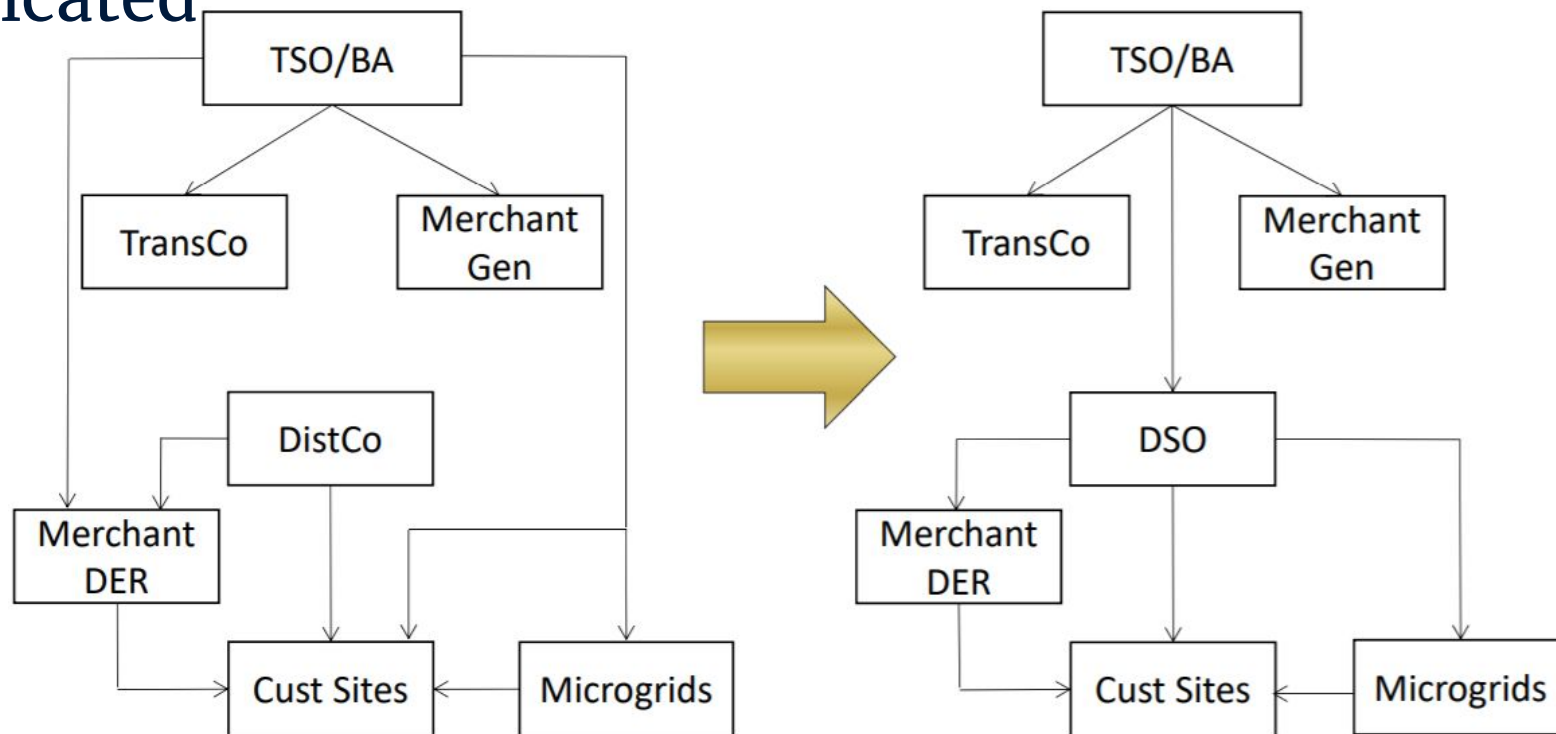 TSO/BA
TransCo
Merchant
Gen
DistCo
Merchant
DER
Cust Sites
Microgrids
TSO/BA
TransCo
Merchant
Gen
DSO
Merchant
DER
Cust Sites
Microgrids